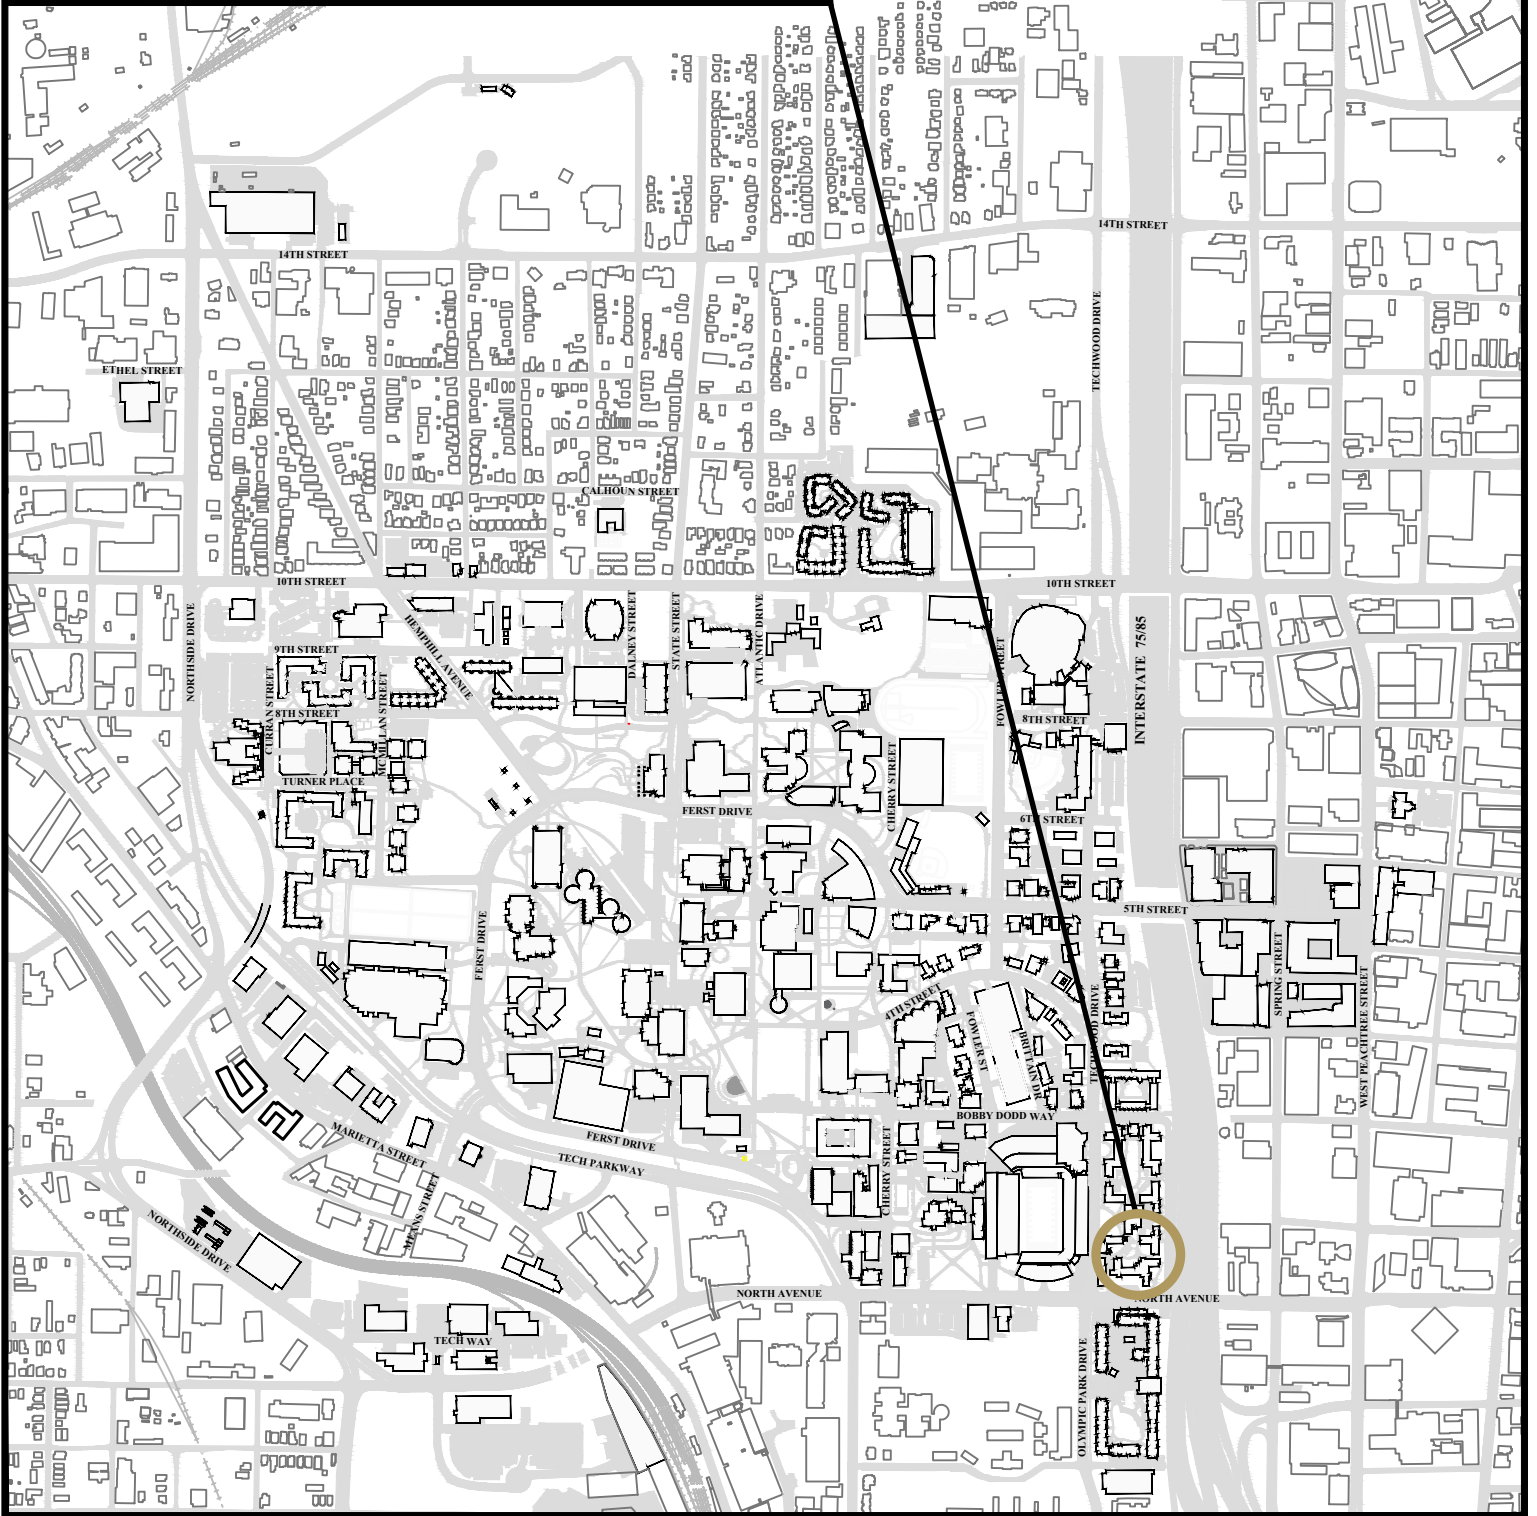 14TH STREET
14TH STREET
TECHWOOD DRIVE
ETHEL STREET
CALHOUN STREET
10TH STREET
10TH STREET
NORTHSIDE DRIVE
HEMPHILL AVENUE
DALNEY STREET
STATE STREET
ATLANTIC DRIVE
FOWLER STREET
INTERSTATE 75/85
9TH STREET
CURRAN STREET
8TH STREET
MCMILLAN STREET
8TH STREET
TURNER PLACE
CHERRY STREET
FERST DRIVE
6TH STREET
5TH STREET
FERST DRIVE
SPRING STREET
WEST PEACHTREE STREET
4TH STREET
FOWLER ST
BRITTAIN DR
TECHWOOD DRIVE
BOBBY DODD WAY
MARIETTA STREET
FERST DRIVE
TECH PARKWAY
CHERRY STREET
MEANS STREET
NORTHSIDE DRIVE
NORTH AVENUE
NORTH AVENUE
TECH WAY
OLYMPIC PARK DRIVE